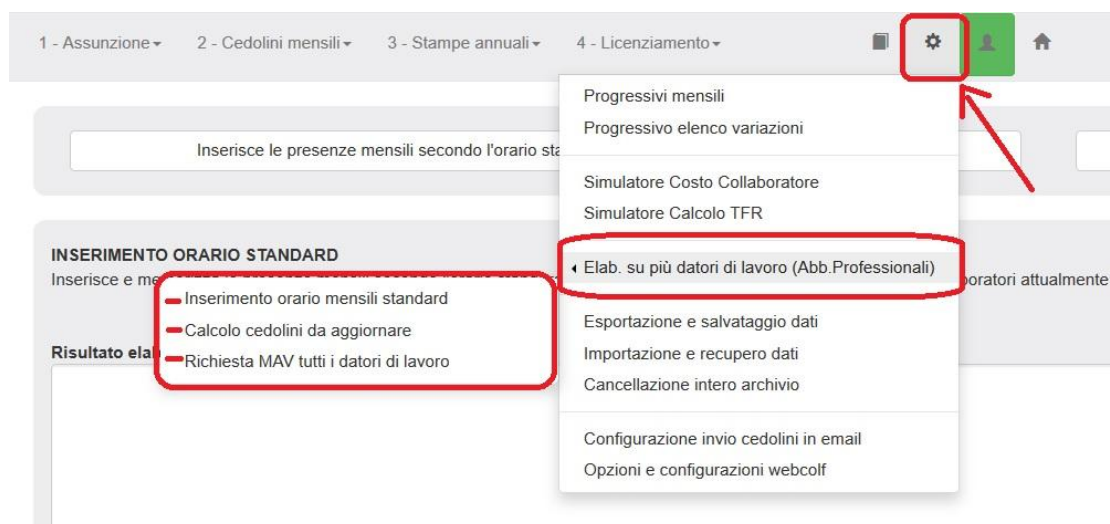 1 - Assunzione 2 - Cedolini mensili 3 - Stampe annuali 4 - Licenziamento
Progressivi mensili
Progressivo elenco variazioni
Inserisce le presenze mensili secondo l'orario sta
Simulatore Costo Collaboratore
Simulatore Calcolo TFR
INSERIMENTO ORARIO STANDARD
Elab. su più datori di lavoro (Abb.Professionali)
Inserisce e me oratori attualmente
Inserimento orario mensili standard
Calcolo cedolini da aggiornare
Richiesta MAV tutti i datori di lavoro
Risultato elab
Esportazione e salvataggio dati
Importazione e recupero dati
Cancellazione intero archivio
Configurazione invio cedolini in email
Opzioni e configurazioni webcolf